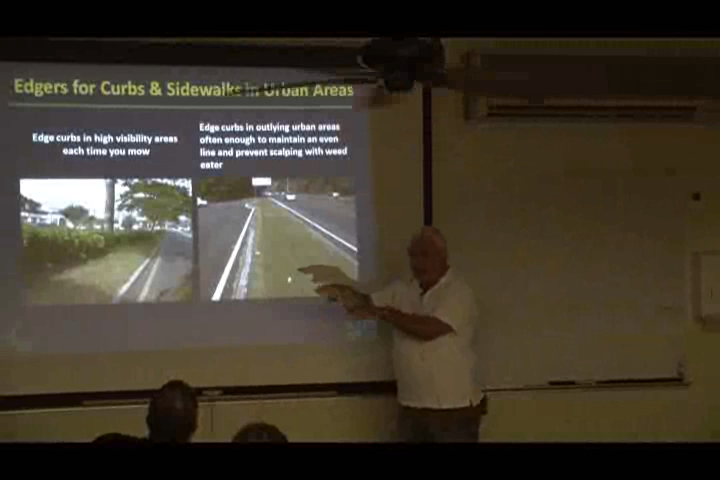 Edgers for Curbs & Sidewalks in Urban Areas
Edge curbs in high visibility areas
each time you mow
Edge curbs in outlying urban areas
often enough to maintain an even
line and prevent scalping with weed
eater